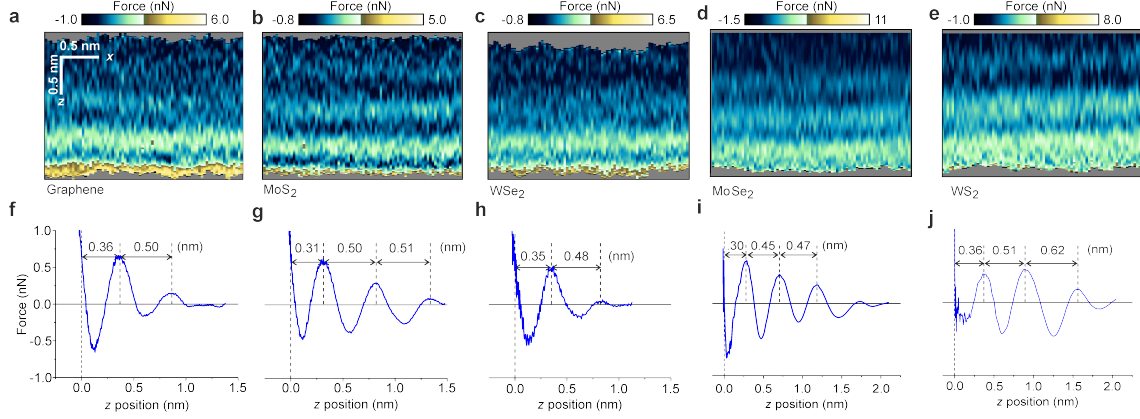 a
Force (nN)
-1.0 6.0
0.5 nm
x
0.5 nm
z
Graphene
b
Force (nN)
-0.8 5.0
MoS2
c
Force (nN)
-0.8 6.5
WSe2
d
Force (nN)
-1.5 11
MoSe2
e
Force (nN)
-1.0 8.0
WS2
f
0.36 0.50 (nm)
Force (nN)
1.0
0.5
0.0
-0.5
-1.0
0.0 0.5 1.0 1.5
z position (nm)
g
0.31 0.50 0.51 (nm)
0.0 0.5 1.0 1.5
z position (nm)
h
0.35 0.48 (nm)
0.0 0.5 1.0 1.5
z position (nm)
i
30 0.45 0.47 (nm)
0.0 0.5 1.0 1.5 2.0
z position (nm)
j
0.36 0.51 0.62 (nm)
0.0 0.5 1.0 1.5 2.0
z position (nm)